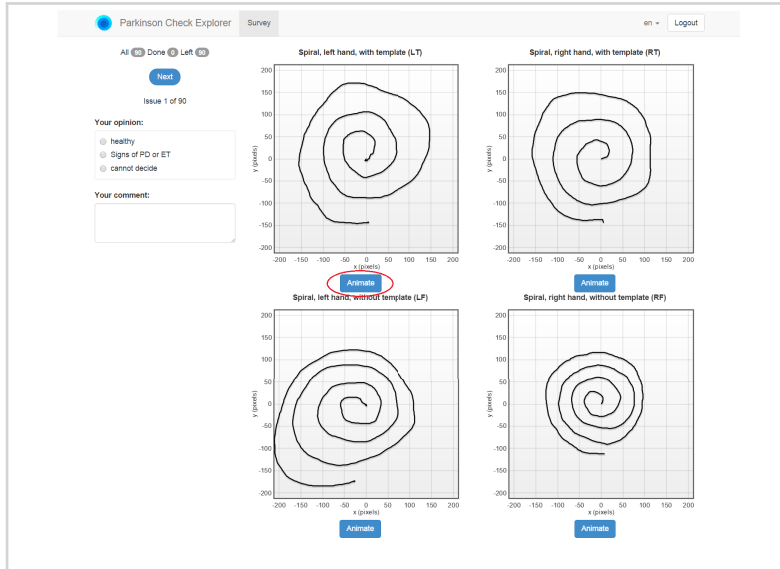 Parkinson Check Explorer Survey en Logout
All 90 Done 0 Left 90
Next
Issue 1 of 90
Your opinion:
healthy
Signs of PD or ET
cannot decide
Your comment:
Spiral, left hand, with template (LT)
200
150
100
50
0
-50
-100
-150
-200
y (pixels)
-200 -150 -100 -50 0 50 100 150 200
x (pixels)
Animate
Spiral, right hand, with template (RT)
200
150
100
50
0
-50
-100
-150
-200
y (pixels)
-200 -150 -100 -50 0 50 100 150 200
x (pixels)
Animate
Spiral, left hand, without template (LF)
200
150
100
50
0
-50
-100
-150
-200
y (pixels)
-200 -150 -100 -50 0 50 100 150 200
x (pixels)
Animate
Spiral, right hand, without template (RF)
200
150
100
50
0
-50
-100
-150
-200
y (pixels)
-200 -150 -100 -50 0 50 100 150 200
x (pixels)
Animate